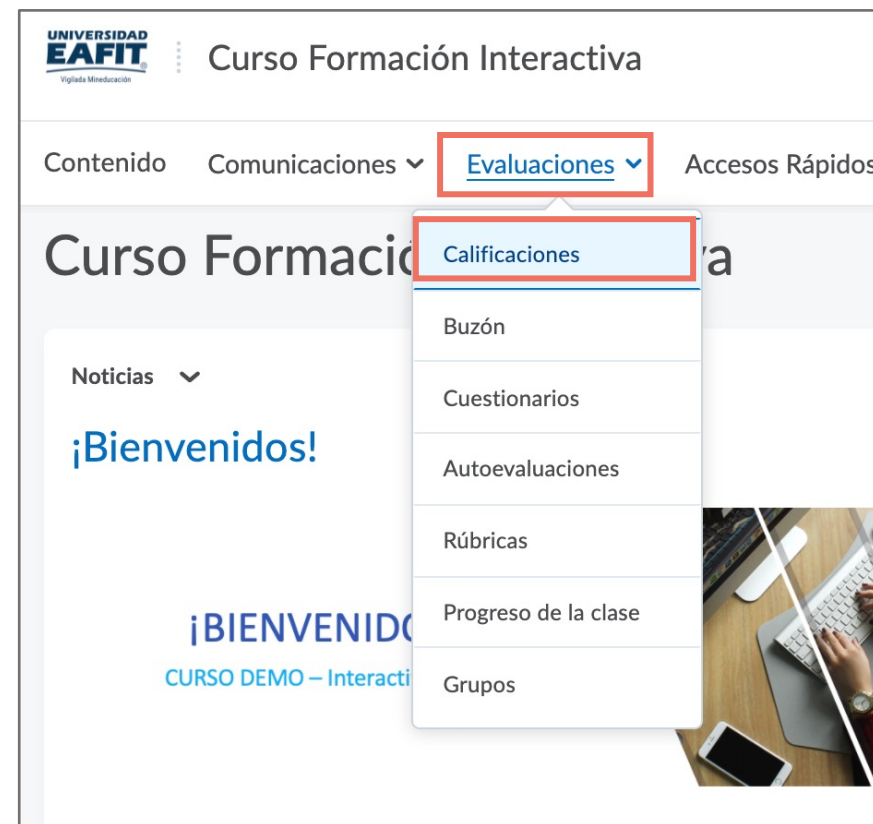 UNIVERSIDAD
EAFIT
Vigilada Mineducación
Curso Formación Interactiva
Contenido Comunicaciones Evaluaciones Accesos Rápidos
Curso Formació va
Noticias
¡Bienvenidos!
¡BIENVENIDO
CURSO DEMO – Interacti
Calificaciones
Buzón
Cuestionarios
Autoevaluaciones
Rúbricas
Progreso de la clase
Grupos